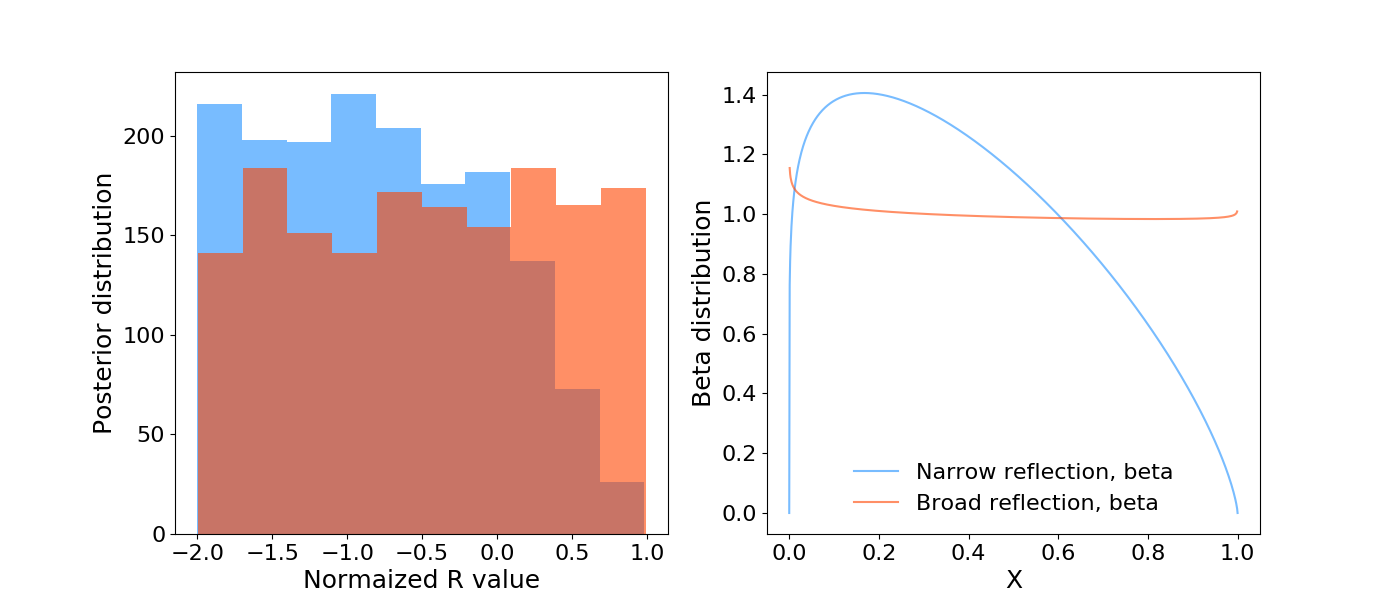 Posterior distribution
200
150
100
50
0
−2.0 −1.5 −1.0 −0.5 0.0 0.5 1.0
Normaized R value
Beta distribution
1.4
1.2
1.0
0.8
0.6
0.4
0.2
0.0
0.0 0.2 0.4 0.6 0.8 1.0
X
Narrow reflection, beta
Broad reflection, beta